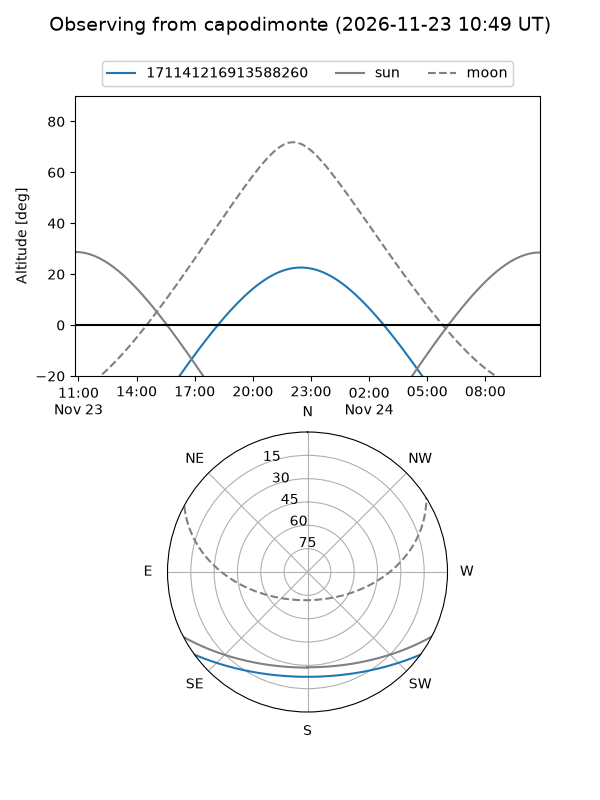 Observing from capodimonte (2026-11-23 10:49 UT)
171141216913588260 sun moon
Altitude [deg]
80
60
40
20
0
−20
11:00 14:00 17:00 20:00 23:00 02:00 05:00 08:00
Nov 23 Nov 24
N
NE NW
15
30
45
60
75
E W
SE SW
S